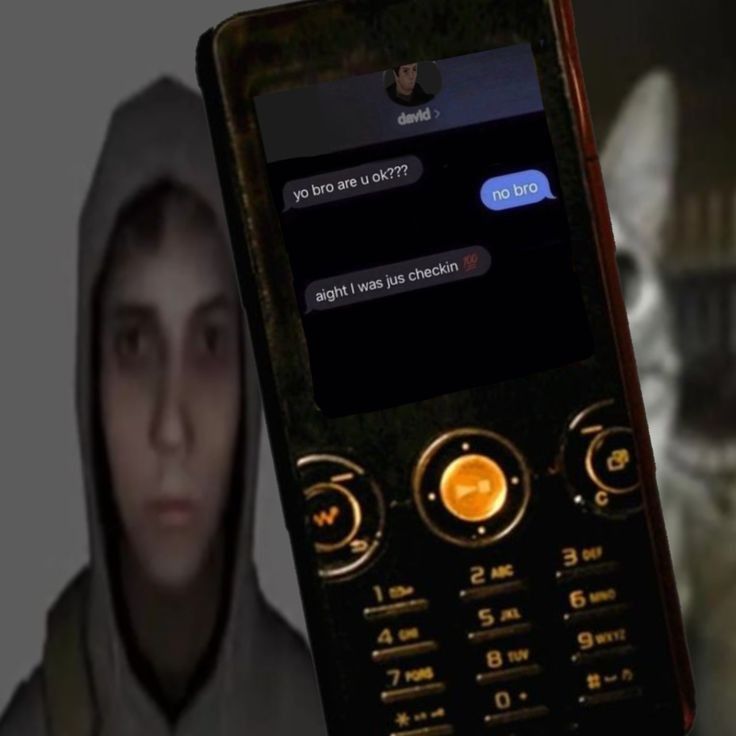 david >
yo bro are u ok???
no bro
aight I was jus checkin 💯
W
C
1
2 ABC
3 DEF
4 GHI
5 JKL
6 MNO
7 PQRS
8 TUV
9 WXYZ
*
0 +
#